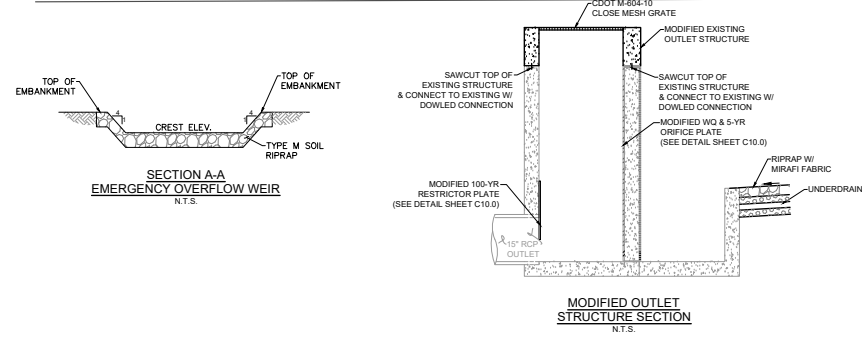 TOP OF
EMBANKMENT
4
1
CREST ELEV.
4
1
TOP OF
EMBANKMENT
TYPE M SOIL
RIPRAP
SECTION A-A
EMERGENCY OVERFLOW WEIR
N.T.S.
CDOT M-604-10
CLOSE MESH GRATE
MODIFIED EXISTING
OUTLET STRUCTURE
SAWCUT TOP OF
EXISTING STRUCTURE
& CONNECT TO EXISTING W/
DOWLED CONNECTION
SAWCUT TOP OF
EXISTING STRUCTURE
& CONNECT TO EXISTING W/
DOWLED CONNECTION
MODIFIED WQ & 5-YR
ORIFICE PLATE
(SEE DETAIL SHEET C10.0)
MODIFIED 100-YR
RESTRICTOR PLATE
(SEE DETAIL SHEET C10.0)
RIPRAP W/
MIRAFI FABRIC
UNDERDRAIN
15" RCP
OUTLET
MODIFIED OUTLET
STRUCTURE SECTION
N.T.S.